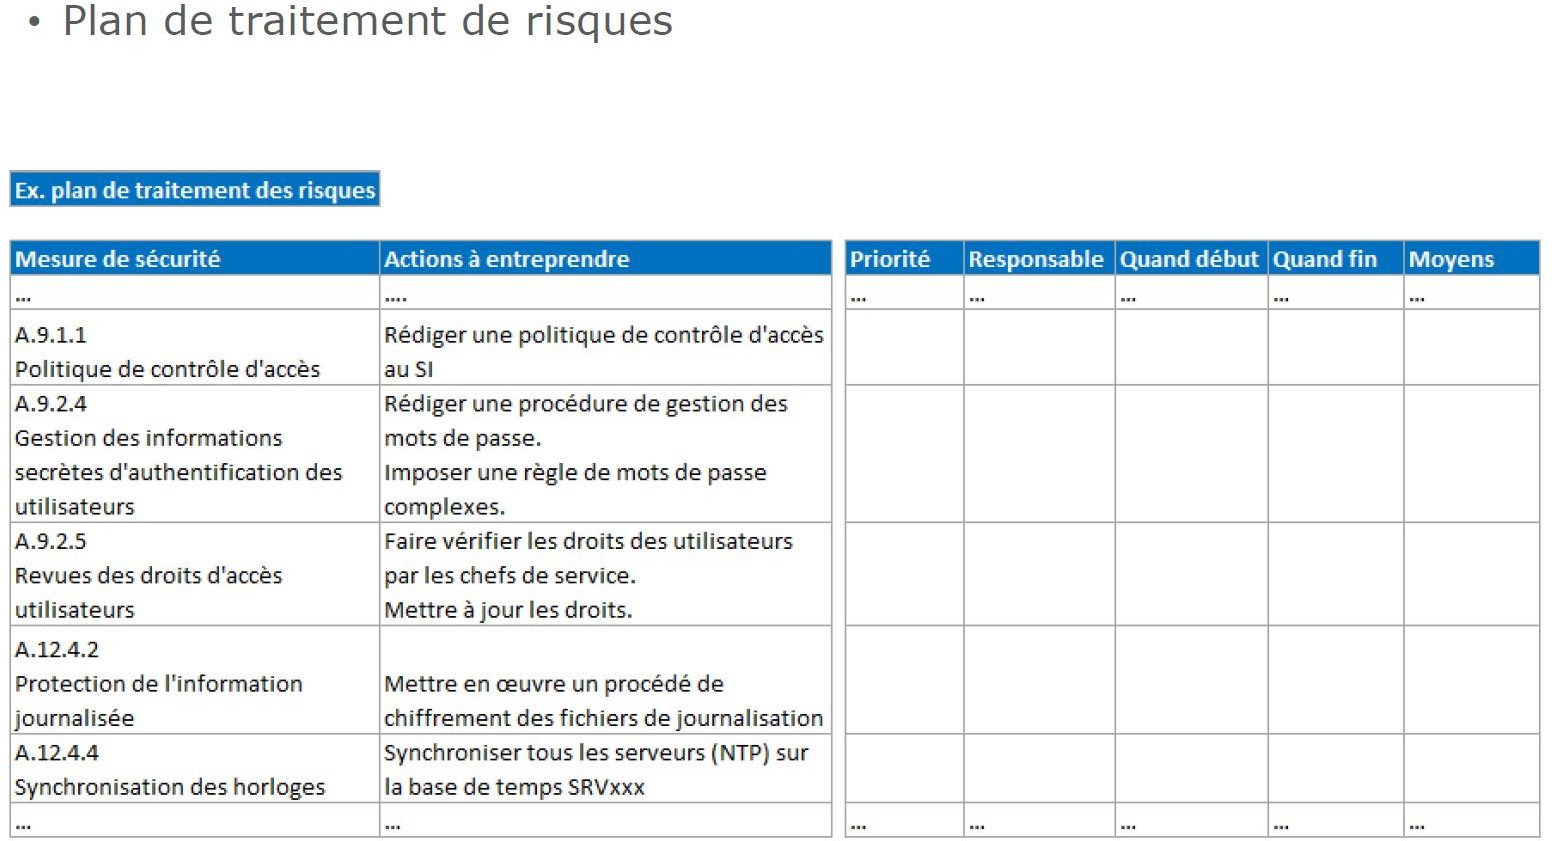 • Plan de traitement de risques
Ex. plan de traitement des risques
Mesure de sécurité Actions à entreprendre Priorité Responsable Quand début Quand fin Moyens
... .... ... ... ... ... ...
A.9.1.1
Politique de contrôle d'accès
Rédiger une politique de contrôle d'accès
au SI
A.9.2.4
Gestion des informations
secrètes d'authentification des
utilisateurs
Rédiger une procédure de gestion des
mots de passe.
Imposer une règle de mots de passe
complexes.
A.9.2.5
Revues des droits d'accès
utilisateurs
Faire vérifier les droits des utilisateurs
par les chefs de service.
Mettre à jour les droits.
A.12.4.2
Protection de l'information
journalisée
Mettre en œuvre un procédé de
chiffrement des fichiers de journalisation
A.12.4.4
Synchronisation des horloges
Synchroniser tous les serveurs (NTP) sur
la base de temps SRVxxx
... ... ... ... ... ... ...